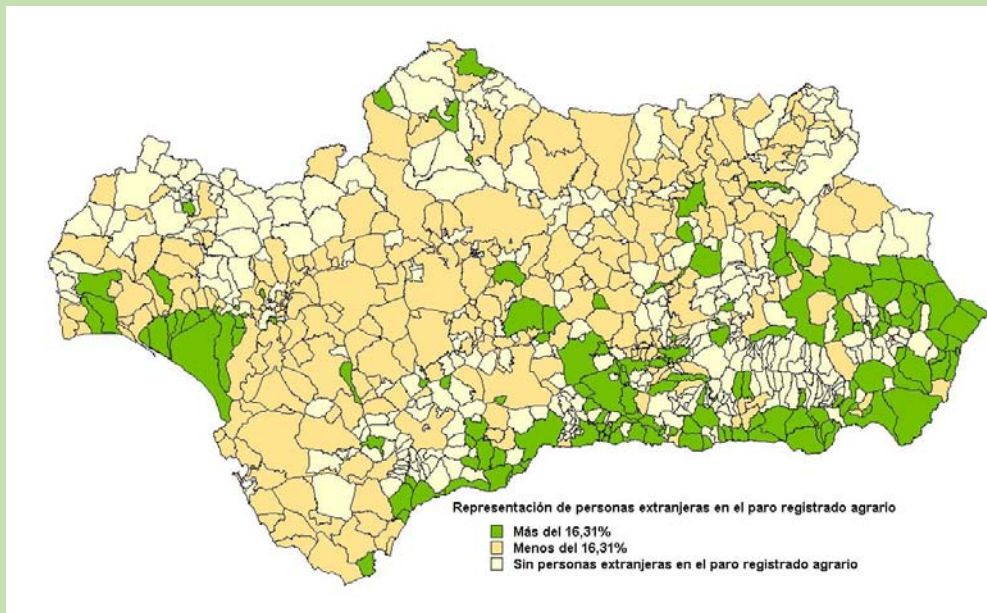 Representación de personas extranjeras en el paro registrado agrario
Más del 16,31%
Menos del 16,31%
Sin personas extranjeras en el paro registrado agrario